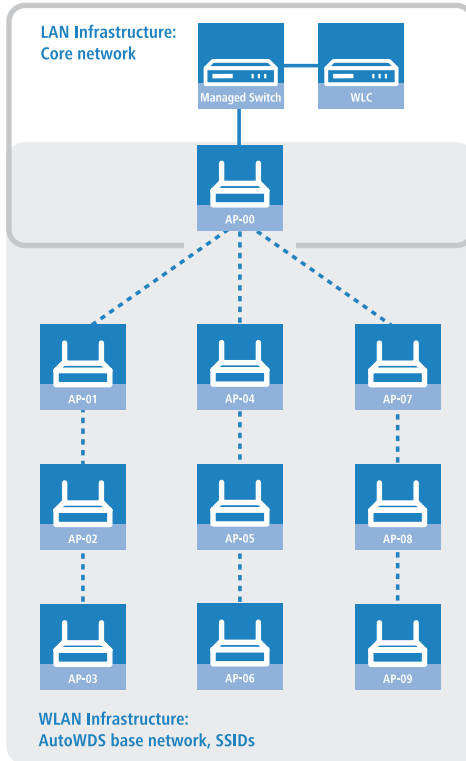 LAN Infrastructure:
Core network
Managed Switch
WLC
AP-00
AP-01
AP-04
AP-07
AP-02
AP-05
AP-08
AP-03
AP-06
AP-09
WLAN Infrastructure:
AutoWDS base network, SSIDs